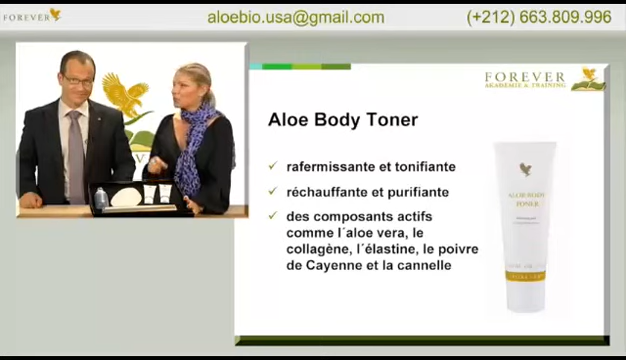 FOREVER
aloebio.usa@gmail.com
(+212) 663.809.996
FOREVER
AKADEMIE & TRAINING
Aloe Body Toner
rafermissante et tonifiante
réchauffante et purifiante
des composants actifs
comme l´aloe vera, le
collagène, l´élastine, le poivre
de Cayenne et la cannelle
ALOE BODY
TONER